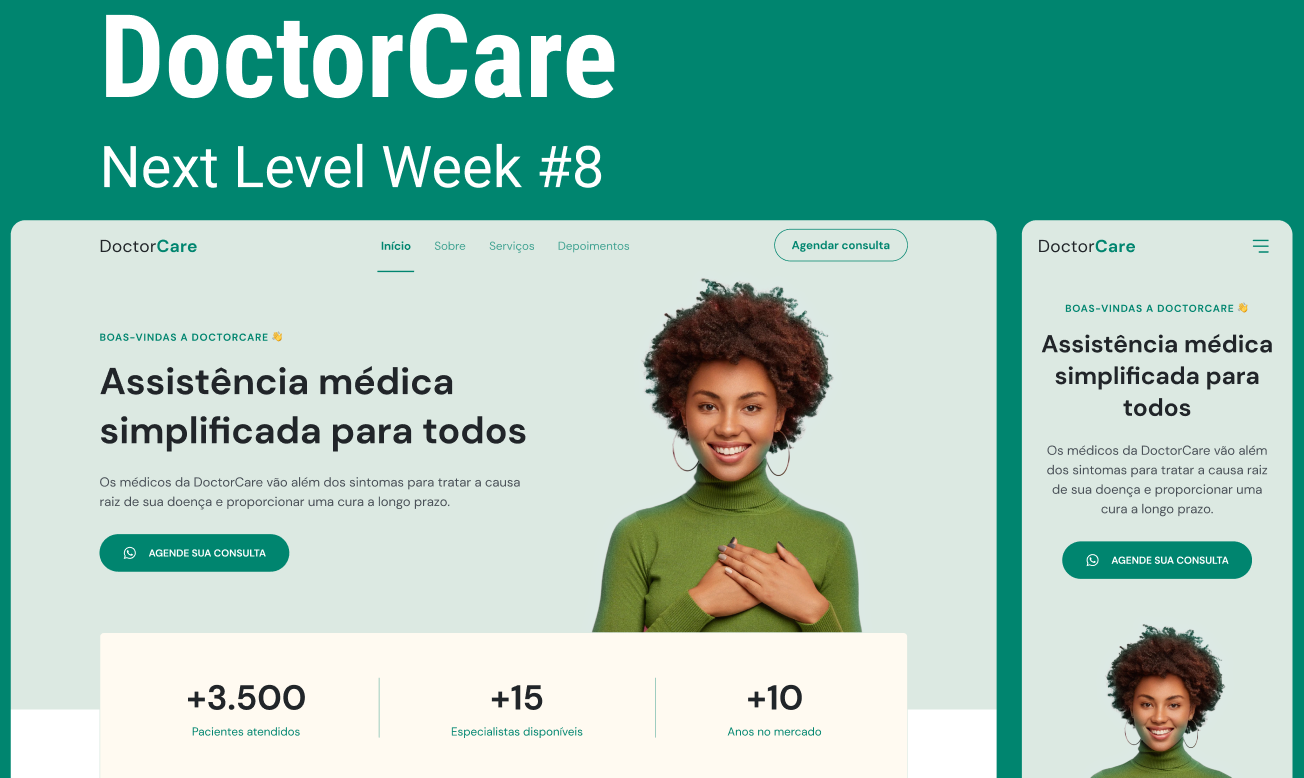 DoctorCare
Next Level Week #8
DoctorCare
Início Sobre Serviços Depoimentos
Agendar consulta
BOAS-VINDAS A DOCTORCARE 👋
Assistência médica
simplificada para todos
Os médicos da DoctorCare vão além dos sintomas para tratar a causa
raiz de sua doença e proporcionar uma cura a longo prazo.
AGENDE SUA CONSULTA
+3.500
Pacientes atendidos
+15
Especialistas disponíveis
+10
Anos no mercado
DoctorCare
BOAS-VINDAS A DOCTORCARE 👋
Assistência médica
simplificada para
todos
Os médicos da DoctorCare vão além
dos sintomas para tratar a causa raiz
de sua doença e proporcionar uma
cura a longo prazo.
AGENDE SUA CONSULTA